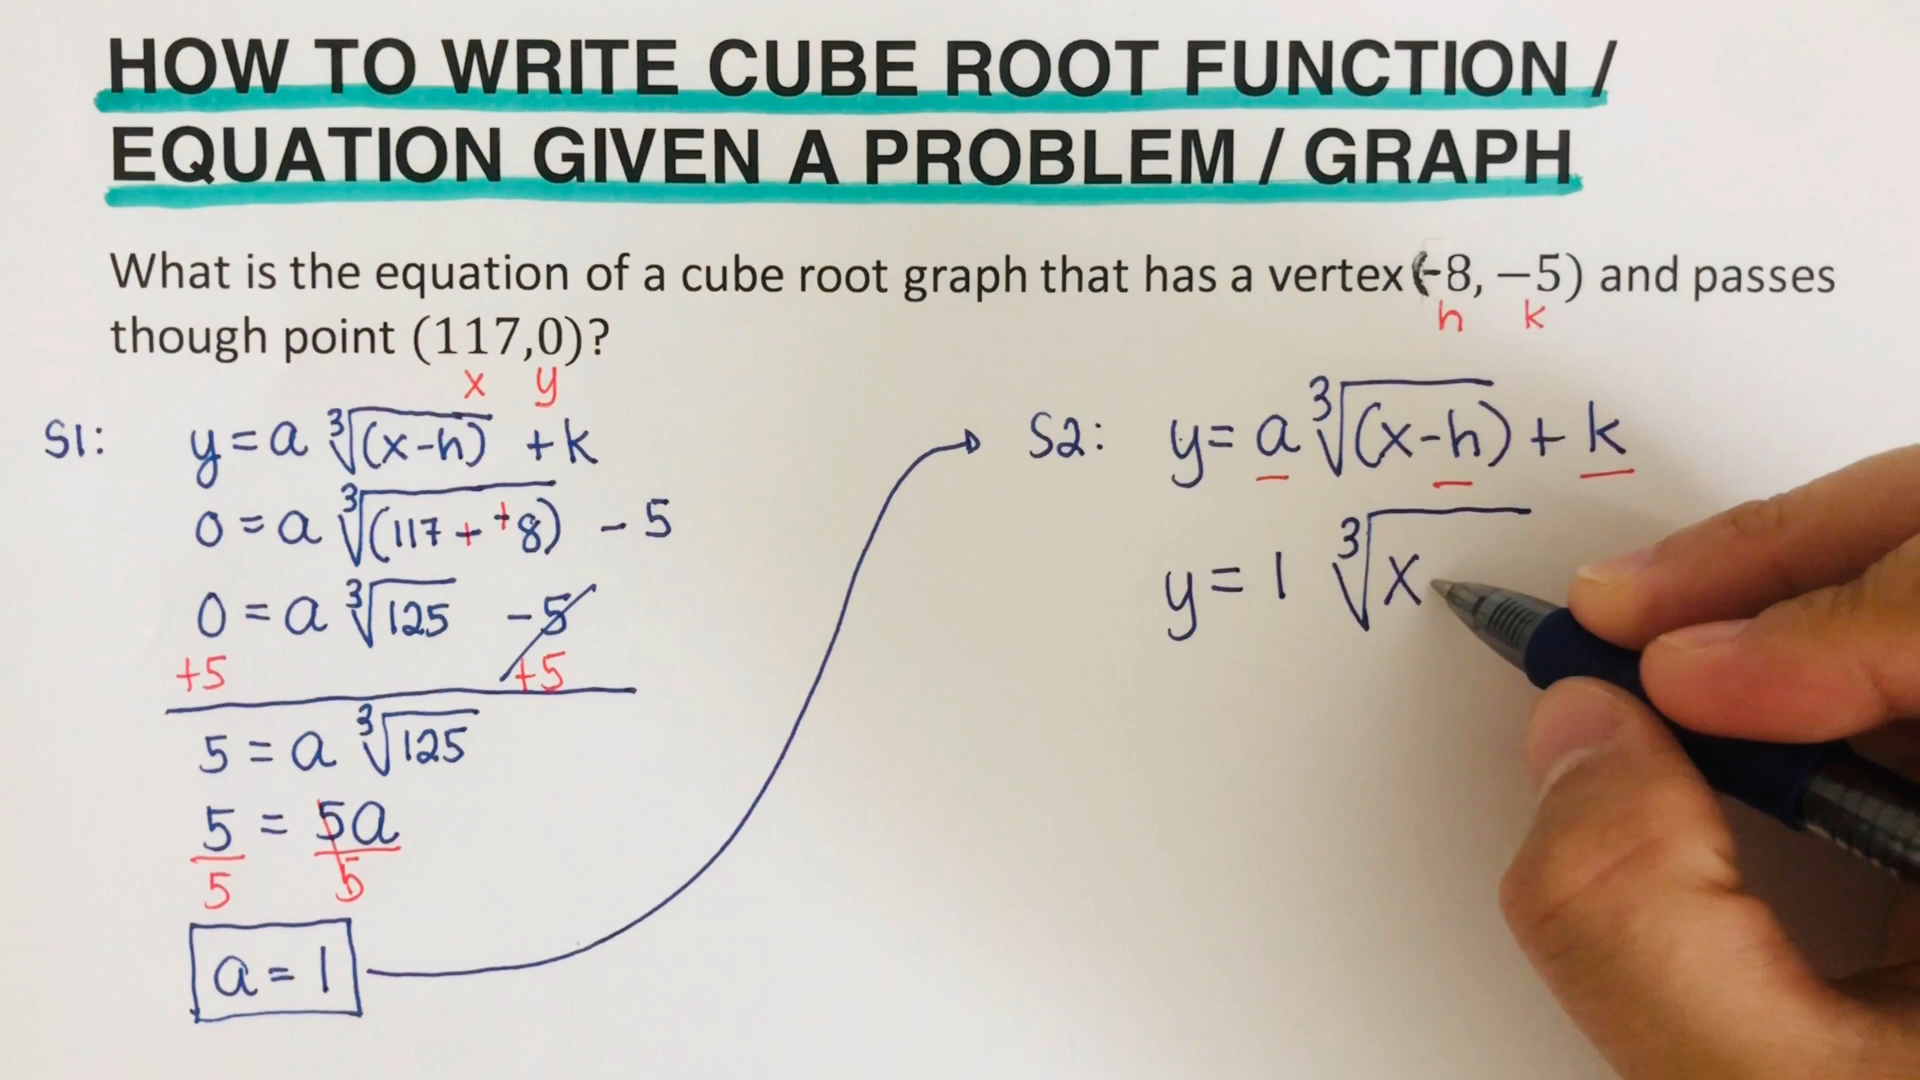 HOW TO WRITE CUBE ROOT FUNCTION /
EQUATION GIVEN A PROBLEM / GRAPH
What is the equation of a cube root graph that has a vertex (-8, −5) and passes
h k
though point (117,0)?
x y
S1: y = a ∛(x-h) + k
0 = a ∛(117 + +8) - 5
0 = a ∛125 - 5
+5 +5
5 = a ∛125
5 = 5a
5 5
a = 1
S2: y = a ∛(x-h) + k
y = 1 ∛x